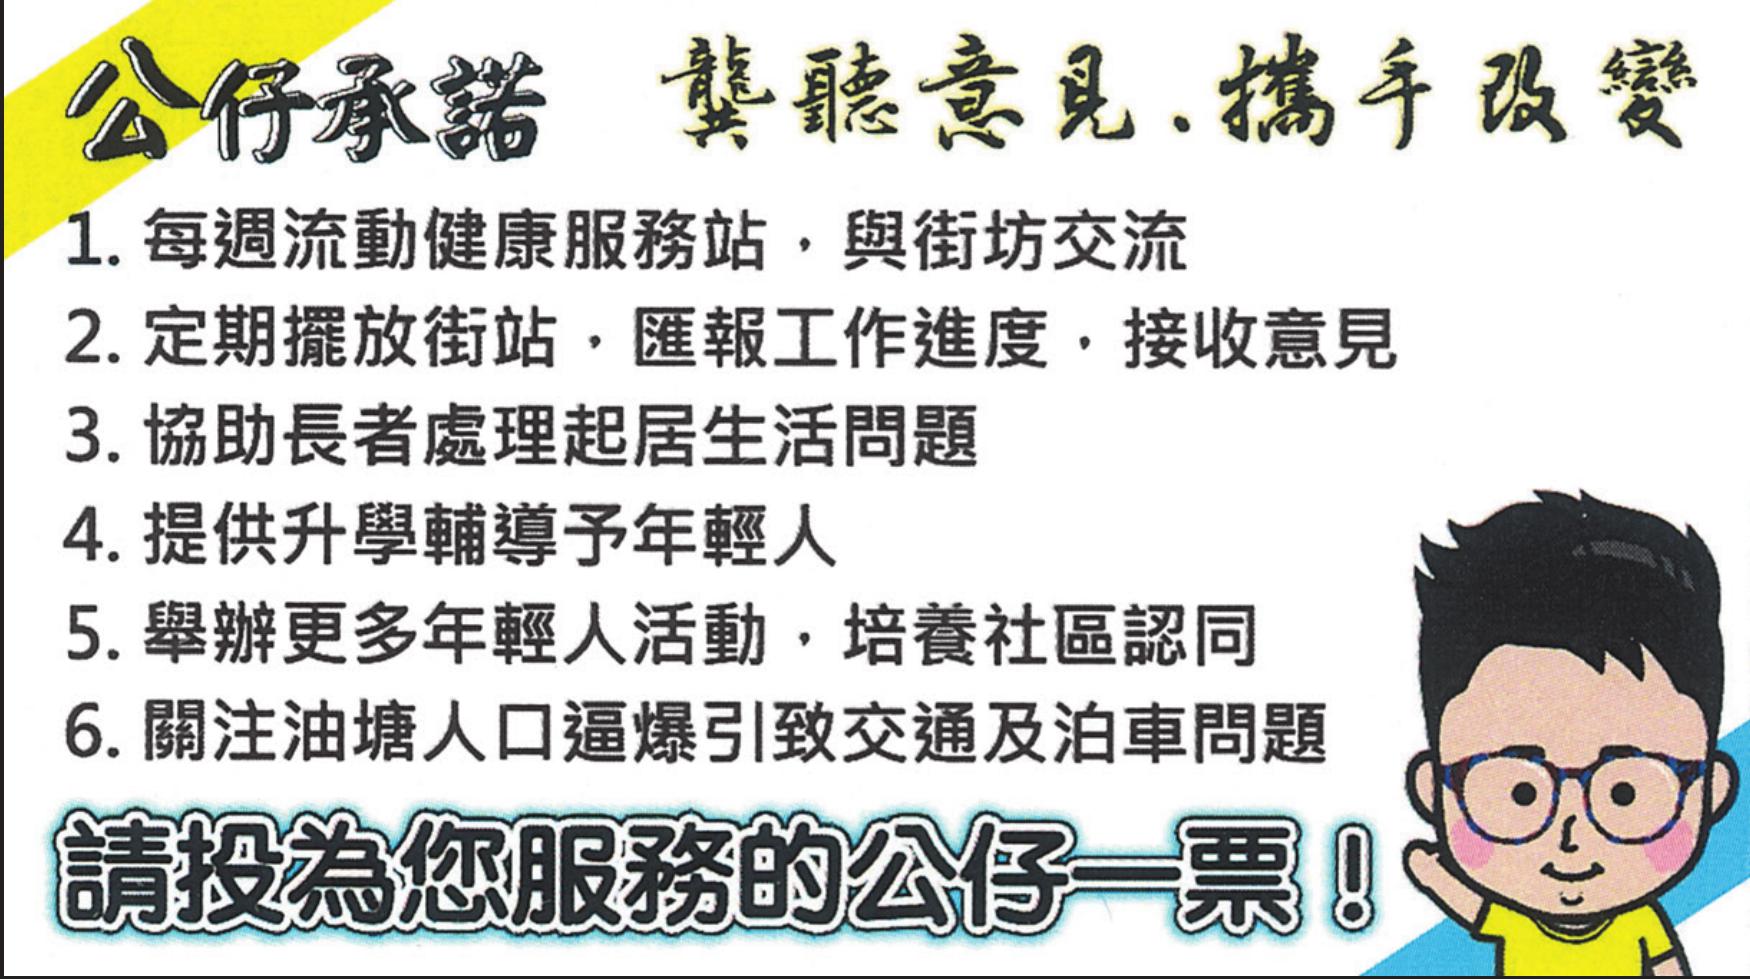 公仔承諾 龔聽意見．攜手改變
1. 每週流動健康服務站，與街坊交流
2. 定期擺放街站，匯報工作進度，接收意見
3. 協助長者處理起居生活問題
4. 提供升學輔導予年輕人
5. 舉辦更多年輕人活動，培養社區認同
6. 關注油塘人口逼爆引致交通及泊車問題
請投為您服務的公仔一票！